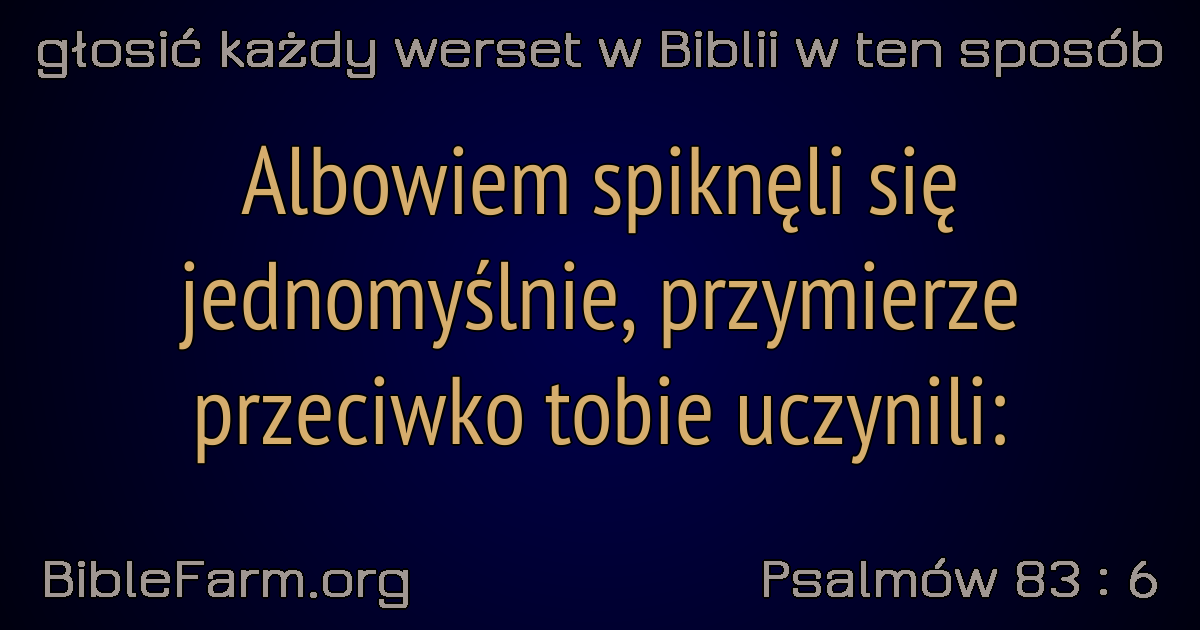 głosić każdy werset w Biblii w ten sposób
Albowiem spiknęli się
jednomyślnie, przymierze
przeciwko tobie uczynili:
BibleFarm.org
Psalmów 83 : 6